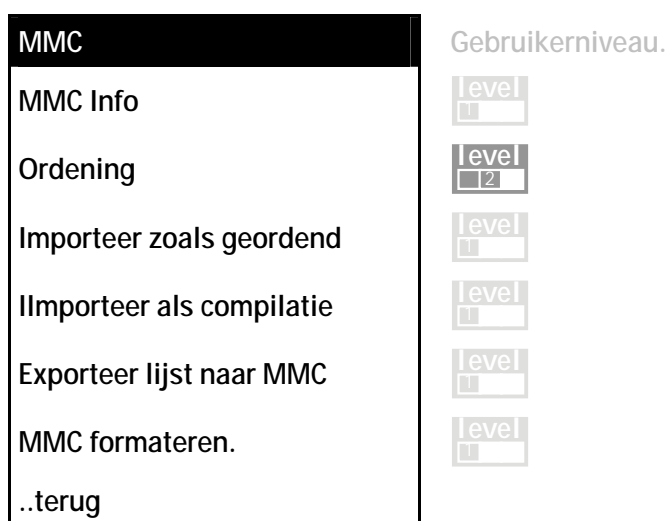 MMC Gebruikerniveau.
MMC Info level 1
Ordening level 2
Importeer zoals geordend level 1
IImporteer als compilatie level 1
Exporteer lijst naar MMC level 1
MMC formateren. level 1
..terug